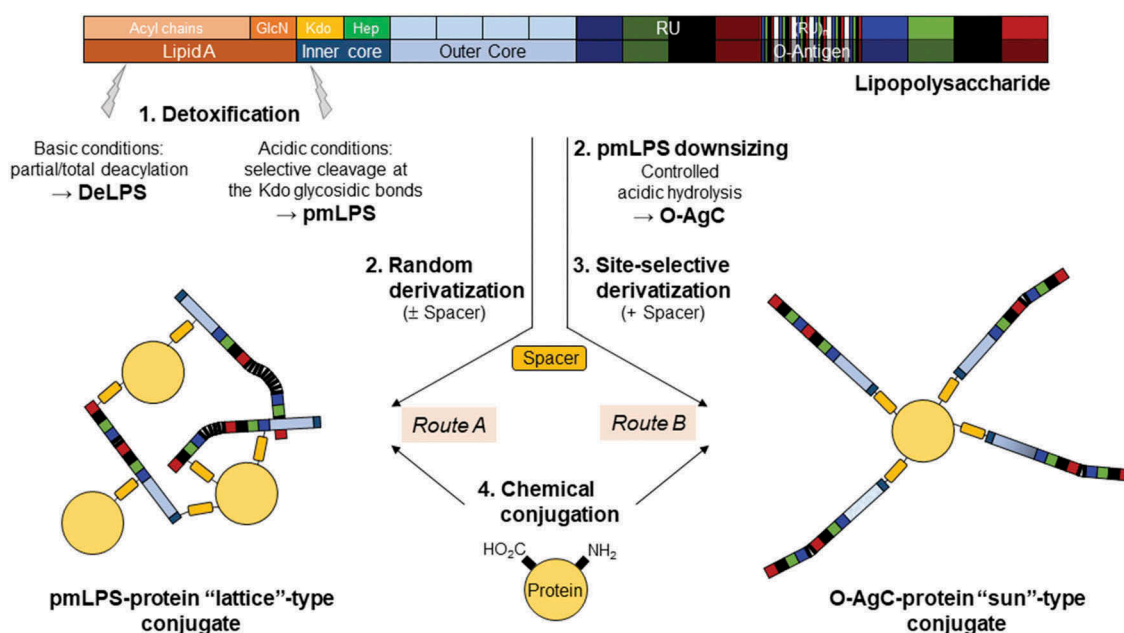 Acyl chains GlcN Kdo Hep RU (RU)n
Lipid A Inner core Outer Core O-Antigen
Lipopolysaccharide
1. Detoxification
Basic conditions:
partial/total deacylation
→ DeLPS
Acidic conditions:
selective cleavage at
the Kdo glycosidic bonds
→ pmLPS
2. pmLPS downsizing
Controlled
acidic hydrolysis
→ O-AgC
2. Random
derivatization
(± Spacer)
3. Site-selective
derivatization
(+ Spacer)
Spacer
Route A
Route B
4. Chemical
conjugation
HO₂C NH₂
Protein
pmLPS-protein “lattice”-type
conjugate
O-AgC-protein “sun”-type
conjugate